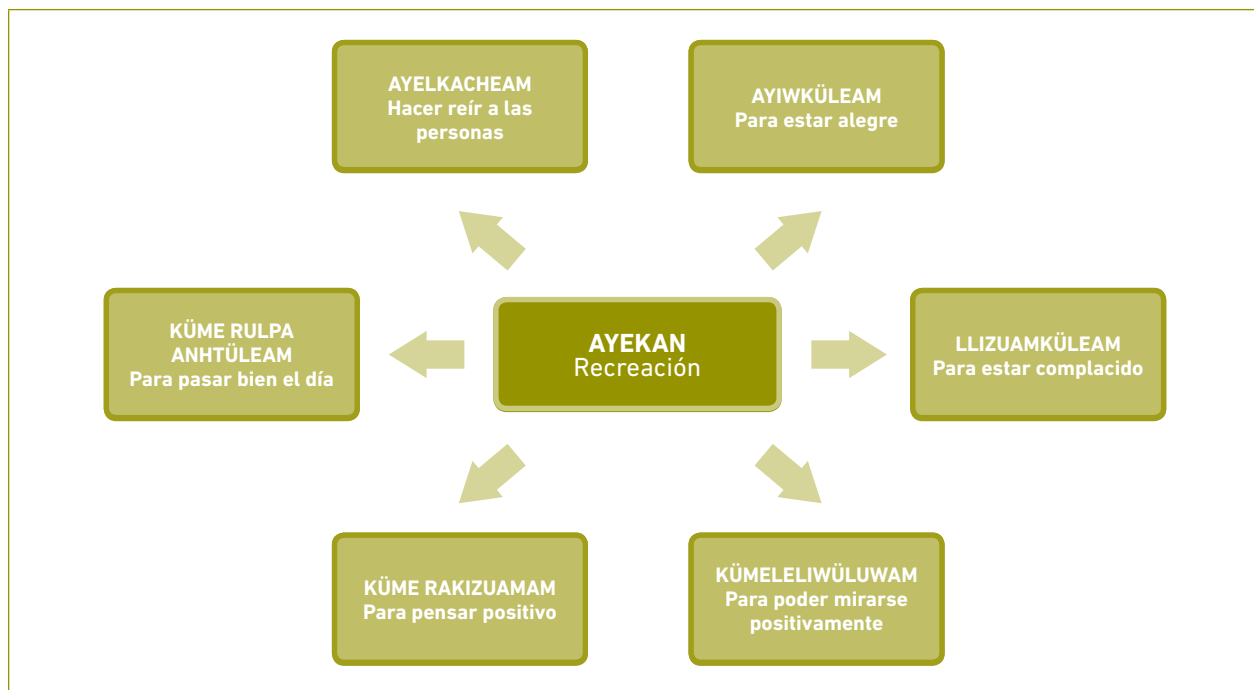 AYELKACHEAM
Hacer reír a las
personas
AYIWKÜLEAM
Para estar alegre
KÜME RULPA
ANHTÜLEAM
Para pasar bien el día
AYEKAN
Recreación
LLIZUAMKÜLEAM
Para estar complacido
KÜME RAKIZUAMAM
Para pensar positivo
KÜMELELIWÜLUWAM
Para poder mirarse
positivamente